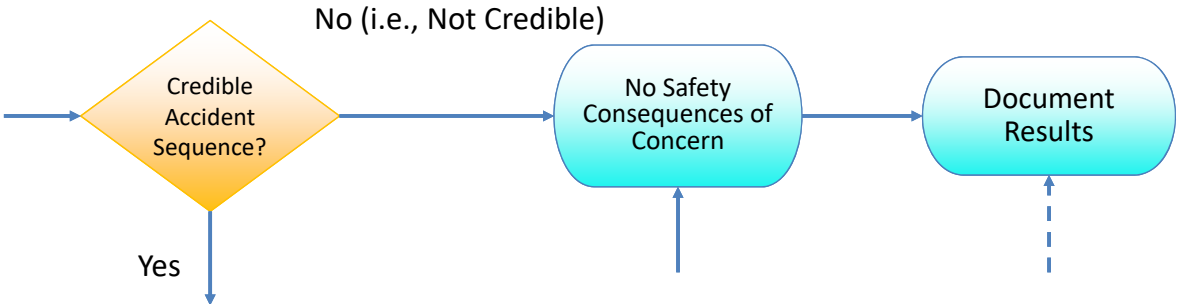 No (i.e., Not Credible)
Credible
Accident
Sequence?
No Safety
Consequences of
Concern
Document
Results
Yes